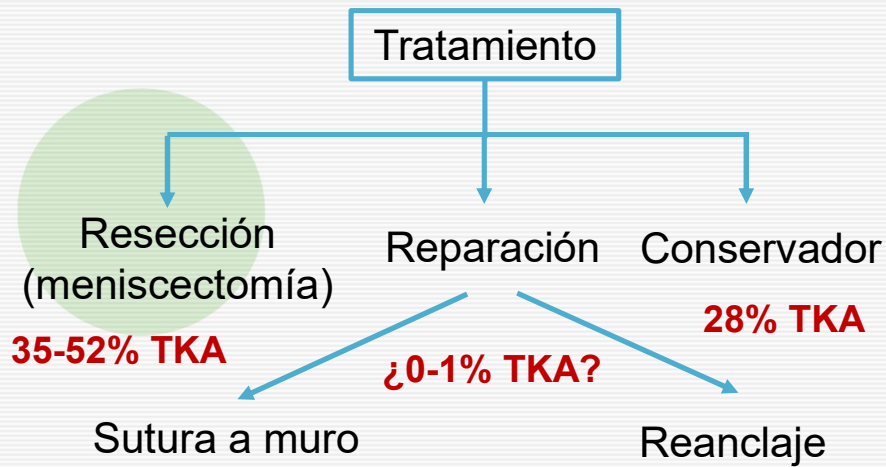 Tratamiento
Resección
(meniscectomía)
35-52% TKA
Reparación
¿0-1% TKA?
Conservador
28% TKA
Sutura a muro
Reanclaje